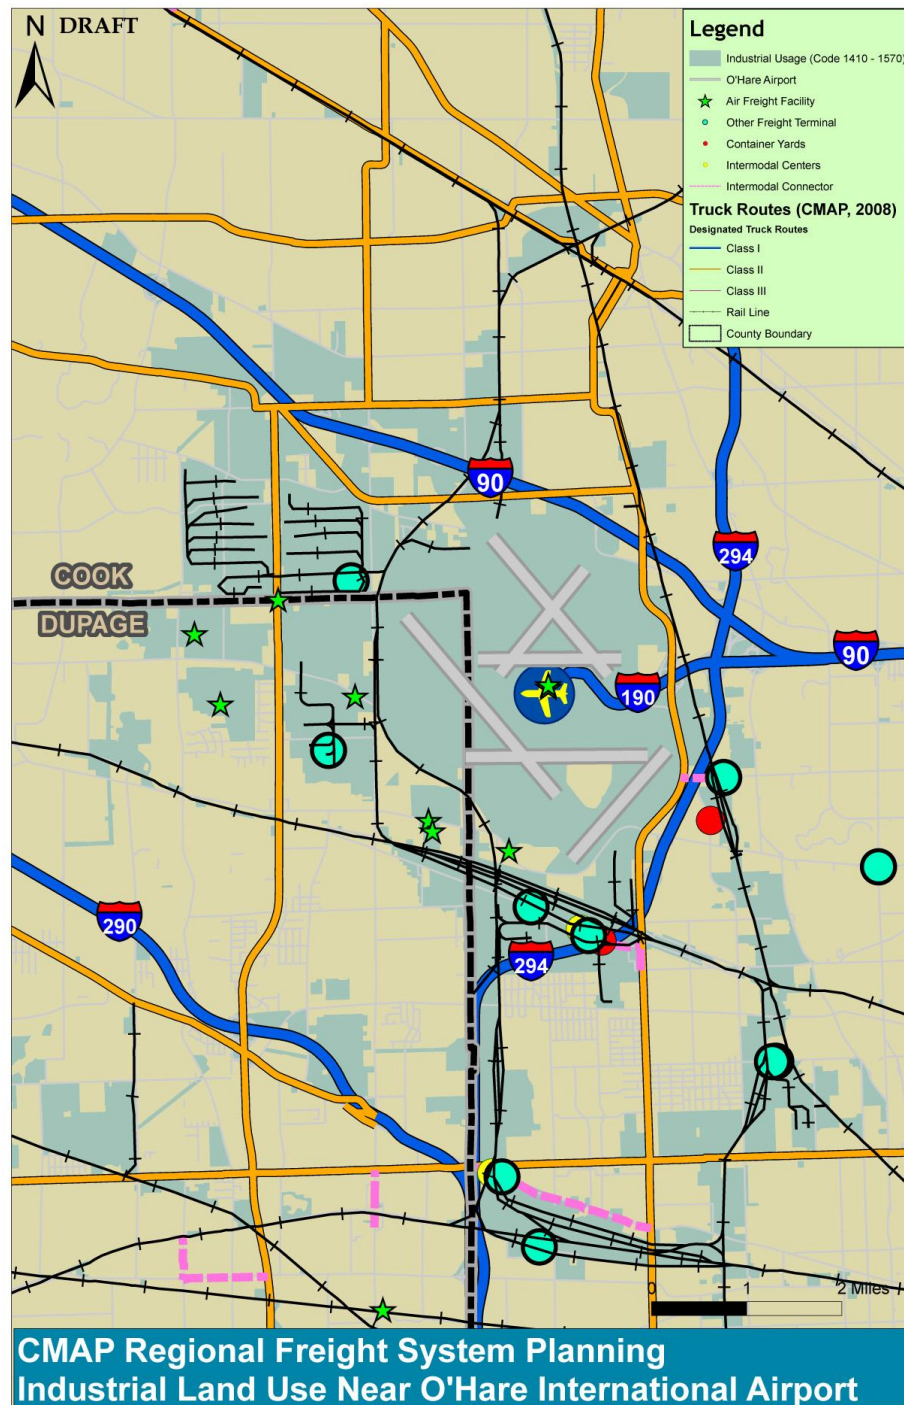 N DRAFT
Legend
Industrial Usage (Code 1410 - 1570)
O'Hare Airport
Air Freight Facility
Other Freight Terminal
Container Yards
Intermodal Centers
Intermodal Connector
Truck Routes (CMAP, 2008)
Designated Truck Routes
Class I
Class II
Class III
Rail Line
County Boundary
90
294
COOK
DUPAGE
90
190
290
294
0 1 2 Miles
CMAP Regional Freight System Planning
Industrial Land Use Near O'Hare International Airport